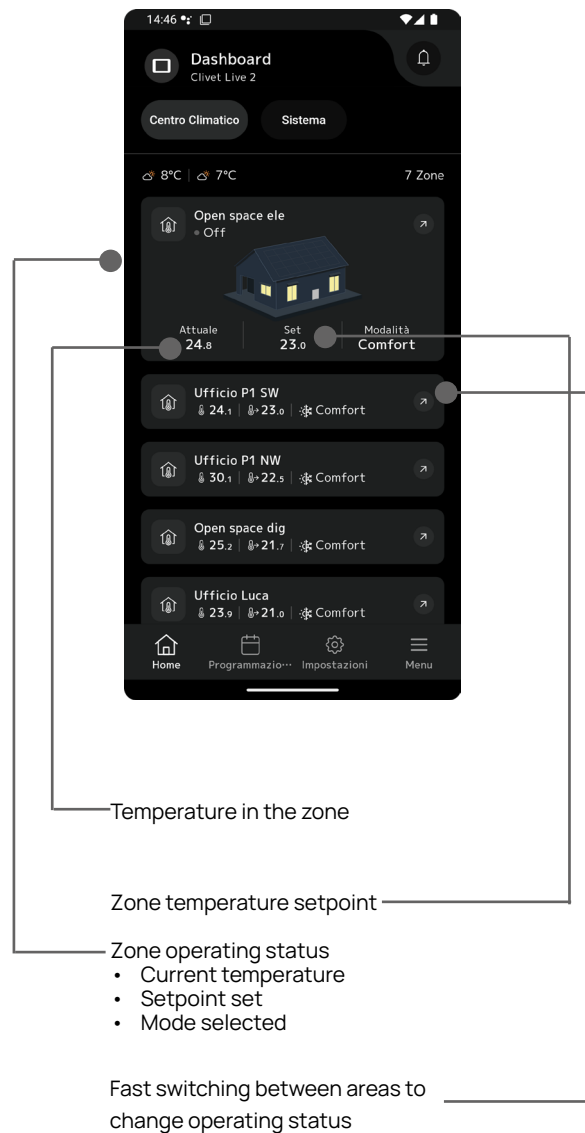 14:46
Dashboard
Clivet Live 2
Centro Climatico Sistema
8°C 7°C 7 Zone
Open space ele
Off
Attuale Set Modalità
24.8 23.0 Comfort
Ufficio P1 SW
24.1 23.0 Comfort
Ufficio P1 NW
30.1 22.5 Comfort
Open space dig
25.2 21.7 Comfort
Ufficio Luca
23.9 21.0 Comfort
Home Programmazio··· Impostazioni Menu
Temperature in the zone
Zone temperature setpoint
Zone operating status
• Current temperature
• Setpoint set
• Mode selected
Fast switching between areas to
change operating status